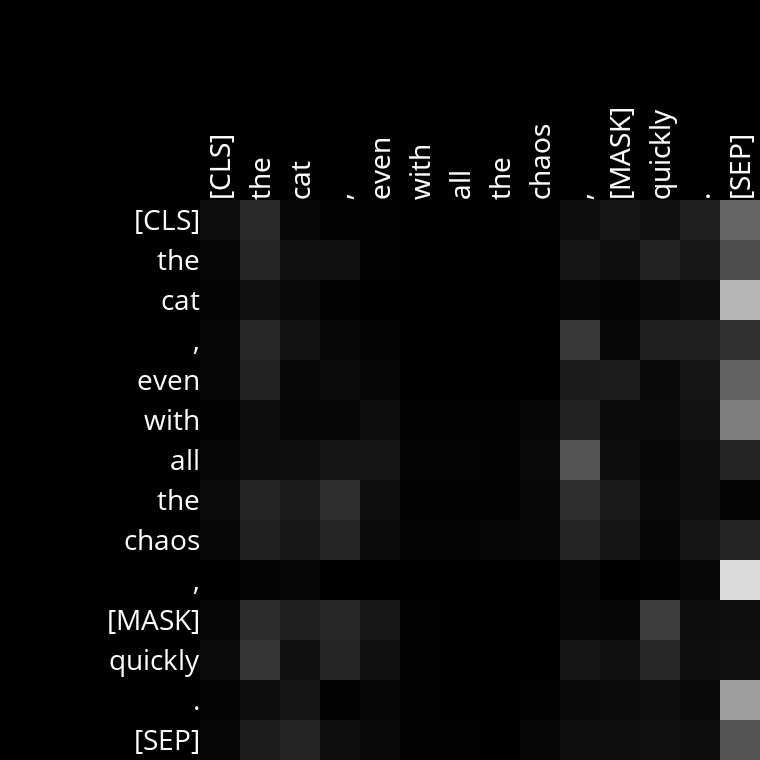 [CLS] the cat , even with all the chaos , [MASK] quickly . [SEP]
[CLS]
the
cat
,
even
with
all
the
chaos
,
[MASK]
quickly
.
[SEP]